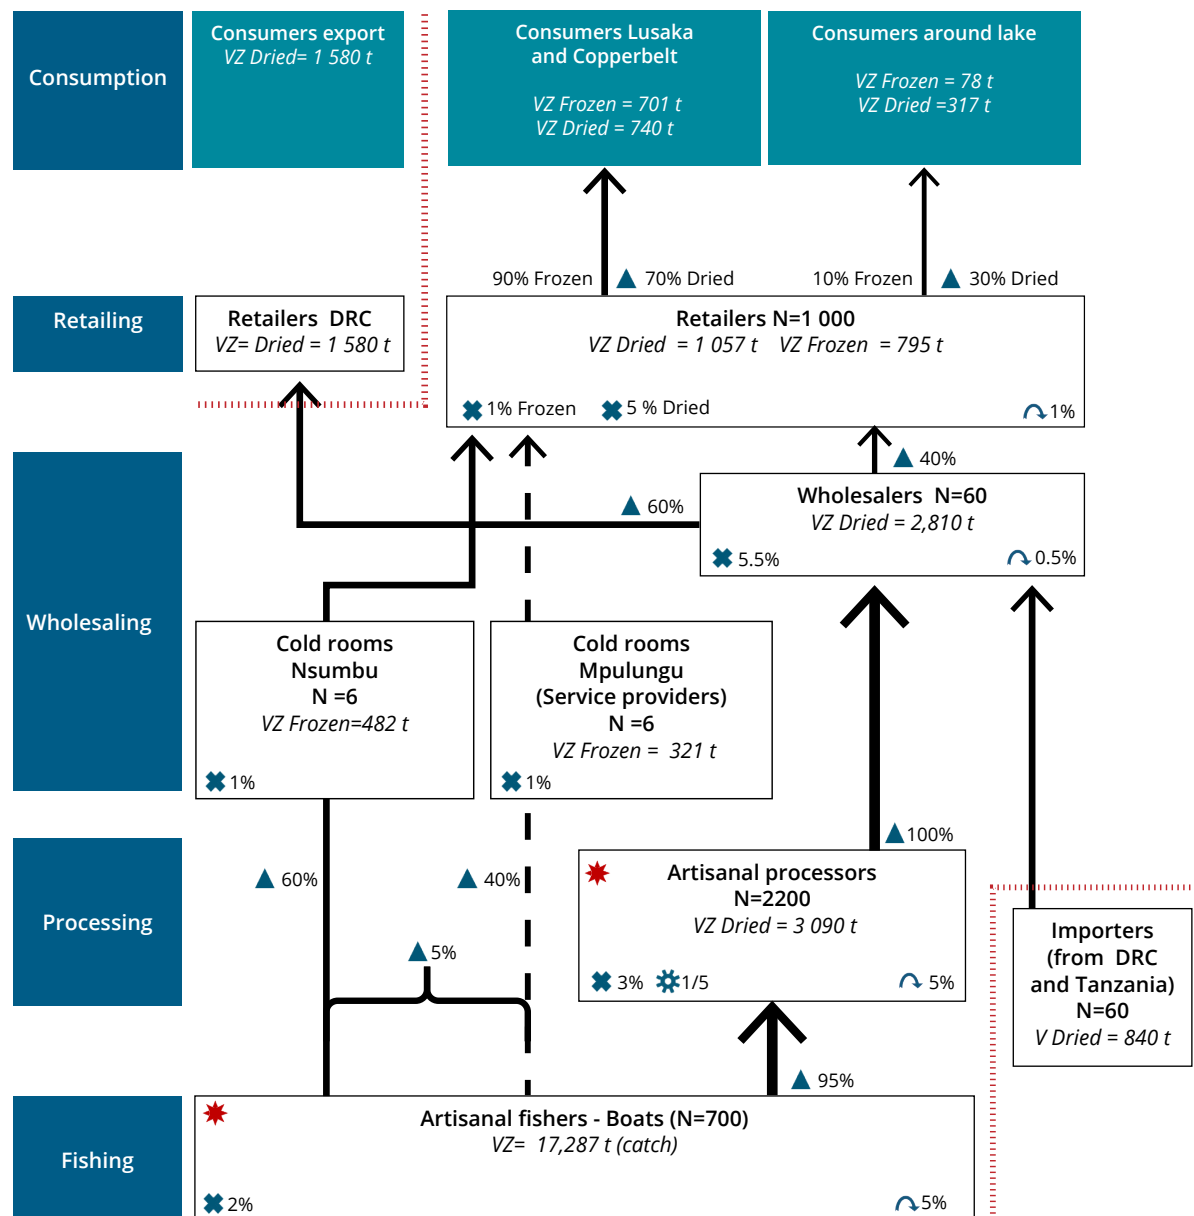 Consumption
Consumers export
VZ Dried= 1 580 t
Consumers Lusaka
and Copperbelt
VZ Frozen = 701 t
VZ Dried = 740 t
Consumers around lake
VZ Frozen = 78 t
VZ Dried =317 t
90% Frozen
70% Dried
10% Frozen
30% Dried
Retailing
Retailers DRC
VZ= Dried = 1 580 t
Retailers N=1 000
VZ Dried = 1 057 t VZ Frozen = 795 t
1% Frozen
5 % Dried
1%
40%
60%
Wholesaling
Wholesalers N=60
VZ Dried = 2,810 t
5.5%
0.5%
Cold rooms
Nsumbu
N =6
VZ Frozen=482 t
1%
Cold rooms
Mpulungu
(Service providers)
N =6
VZ Frozen = 321 t
1%
100%
60%
40%
Processing
5%
Artisanal processors
N=2200
VZ Dried = 3 090 t
3%
1/5
5%
Importers
(from DRC
and Tanzania)
N=60
V Dried = 840 t
95%
Fishing
Artisanal fishers - Boats (N=700)
VZ= 17,287 t (catch)
2%
5%